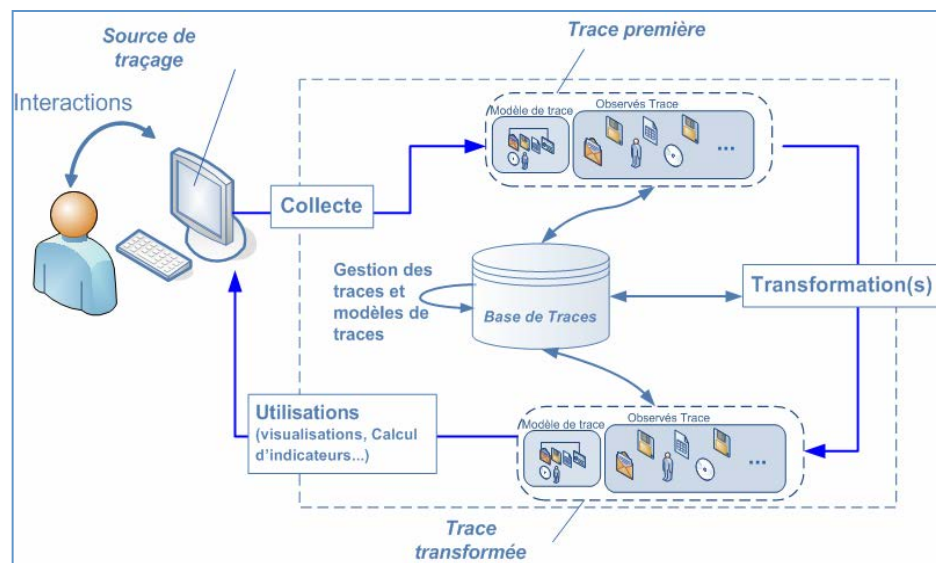 Source de
traçage
Trace première
Interactions
Modèle de trace
Observés Trace
...
Collecte
Gestion des
traces et
modèles de
traces
Base de Traces
Transformation(s)
Utilisations
(visualisations, Calcul
d'indicateurs...)
Modèle de trace
Observés Trace
...
Trace
transformée